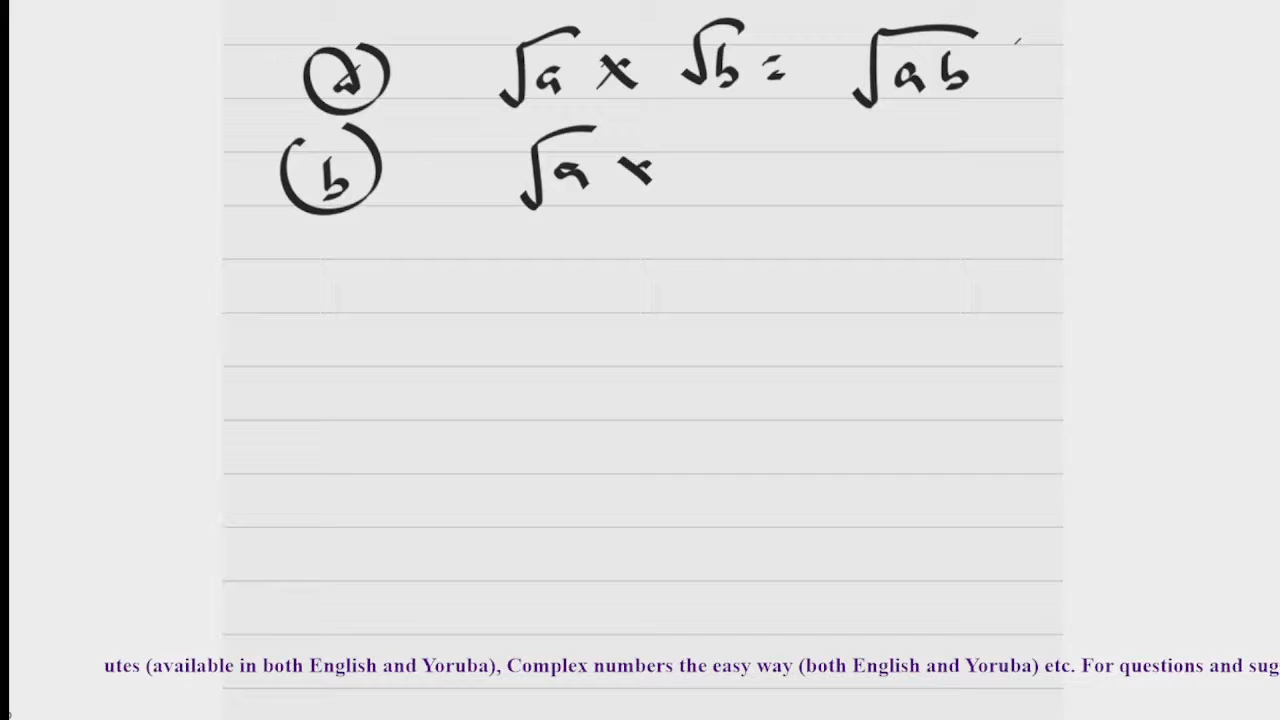 (a) √a × √b = √ab
(b) √a ×
utes (available in both English and Yoruba), Complex numbers the easy way (both English and Yoruba) etc. For questions and sug